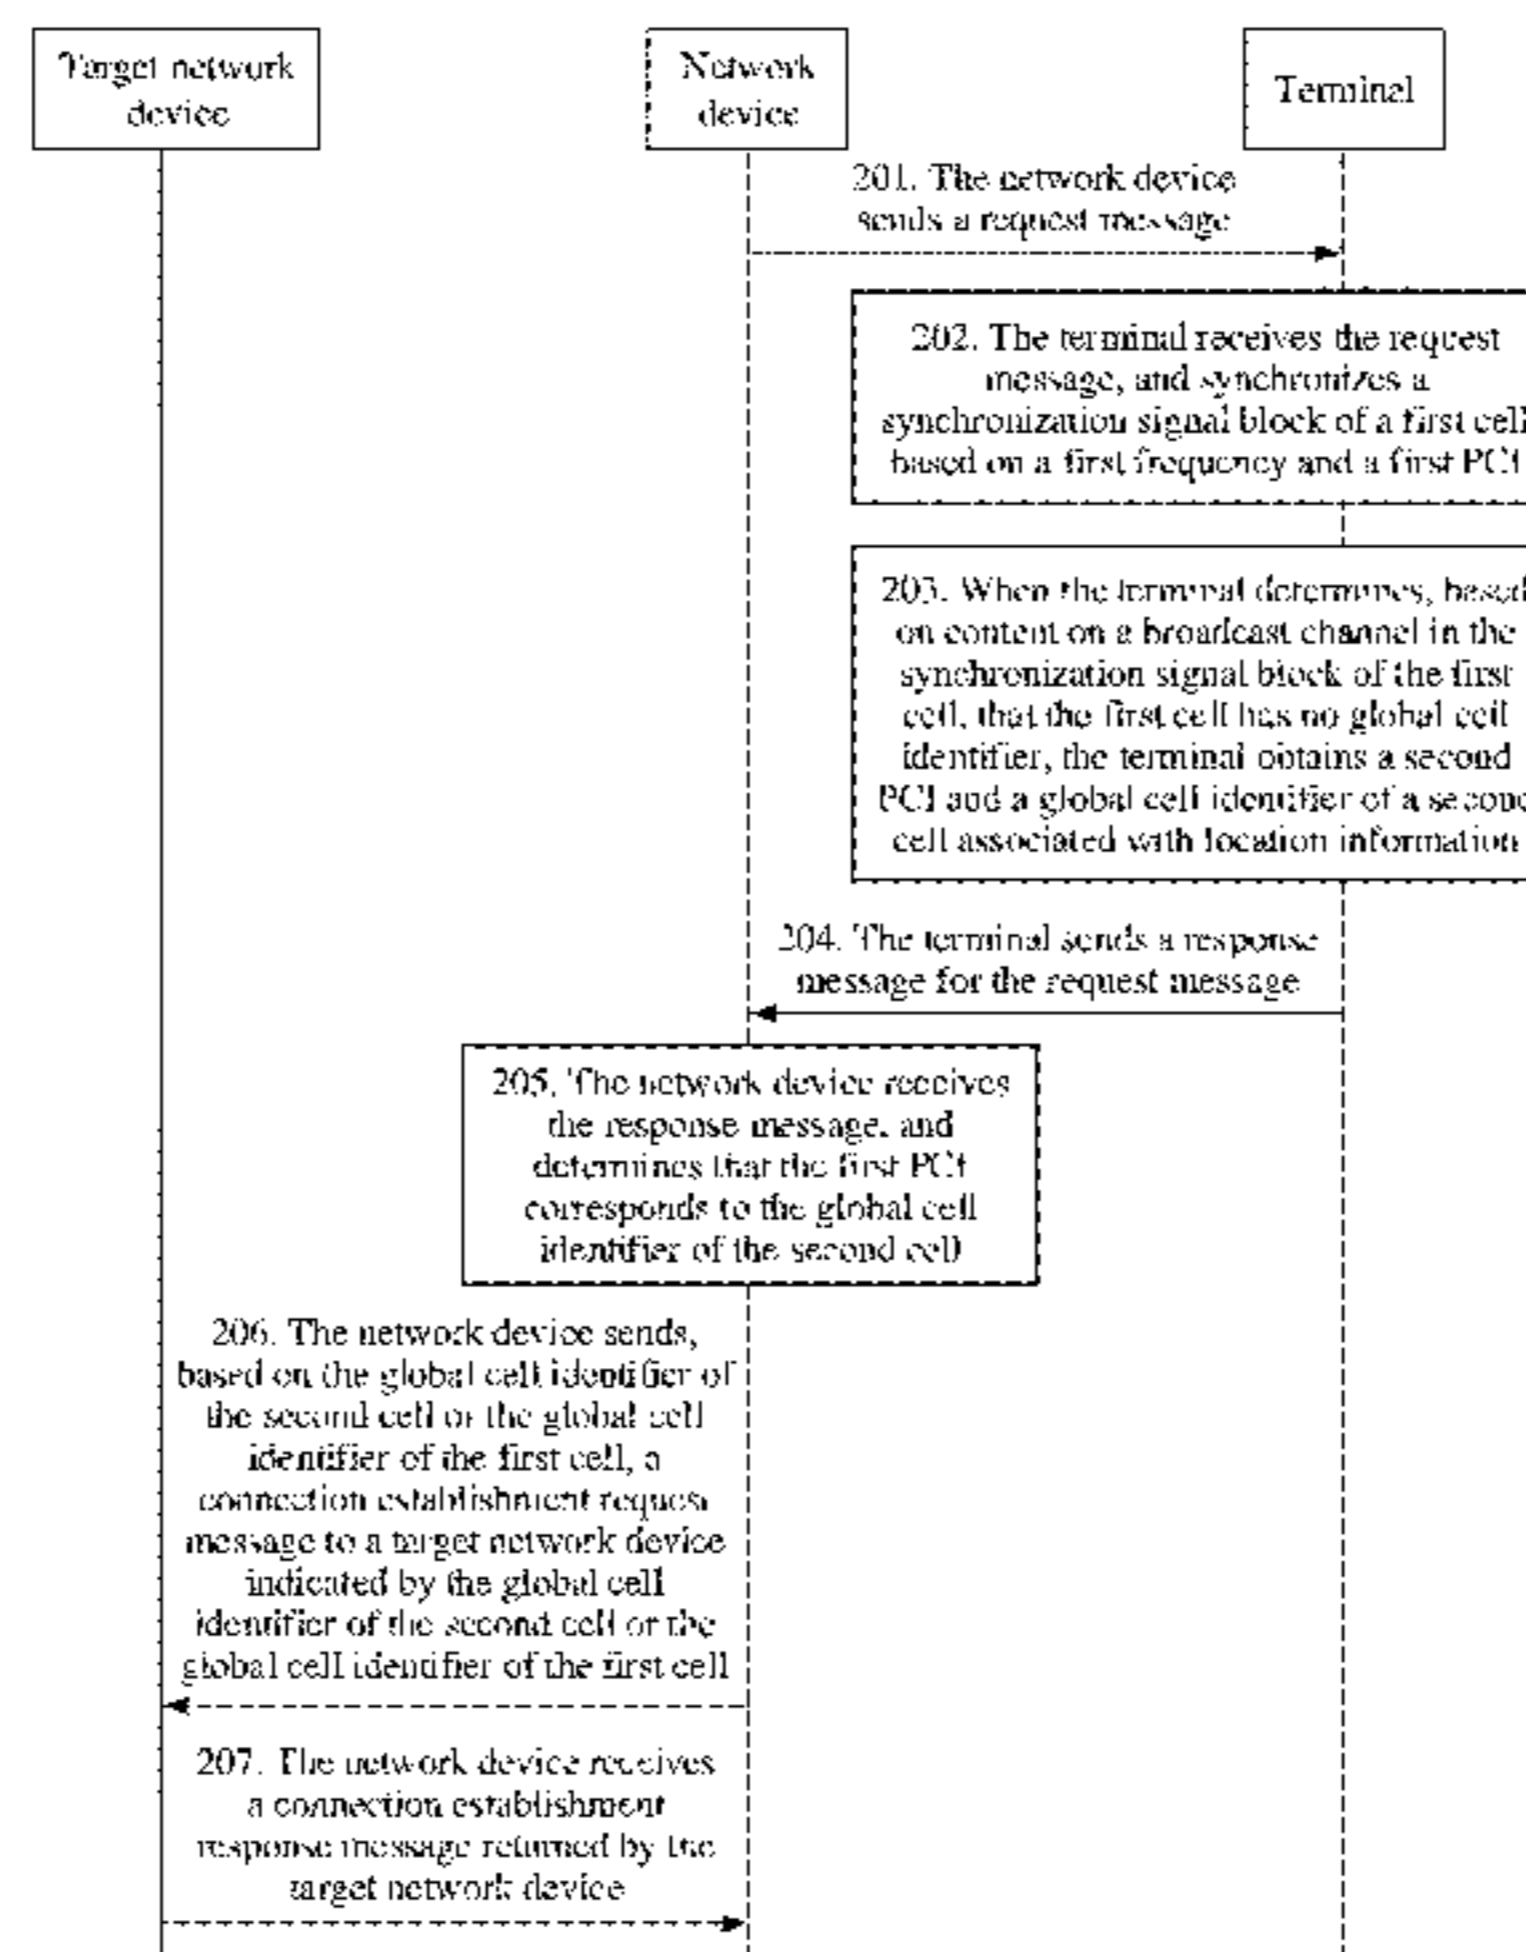 Target network
device
Network
device
Terminal
201. The network device
sends a request message
202. The terminal receives the request
message, and synchronizes a
synchronization signal block of a first cell
based on a first frequency and a first PCI
203. When the terminal determines, based
on content on a broadcast channel in the
synchronization signal block of the first
cell, that the first cell has no global cell
identifier, the terminal obtains a second
PCI and a global cell identifier of a second
cell associated with location information
204. The terminal sends a response
message for the request message
205. The network device receives
the response message, and
determines that the first PCI
corresponds to the global cell
identifier of the second cell
206. The network device sends,
based on the global cell identifier of
the second cell or the global cell
identifier of the first cell, a
connection establishment request
message to a target network device
indicated by the global cell
identifier of the second cell or the
global cell identifier of the first cell
207. The network device receives
a connection establishment
response message returned by the
target network device